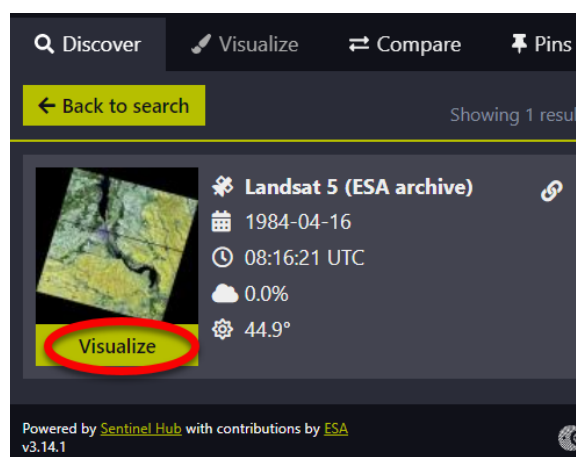 Discover Visualize Compare Pins
Back to search
Showing 1 resul
Landsat 5 (ESA archive)
1984-04-16
08:16:21 UTC
0.0%
44.9°
Visualize
Powered by Sentinel Hub with contributions by ESA
v3.14.1